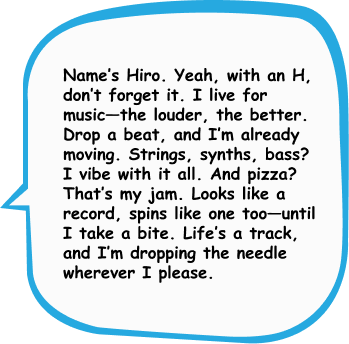 Name's Hiro. Yeah, with an H,
don't forget it. I live for
music—the louder, the better.
Drop a beat, and I'm already
moving. Strings, synths, bass?
I vibe with it all. And pizza?
That's my jam. Looks like a
record, spins like one too—until
I take a bite. Life's a track,
and I'm dropping the needle
wherever I please.